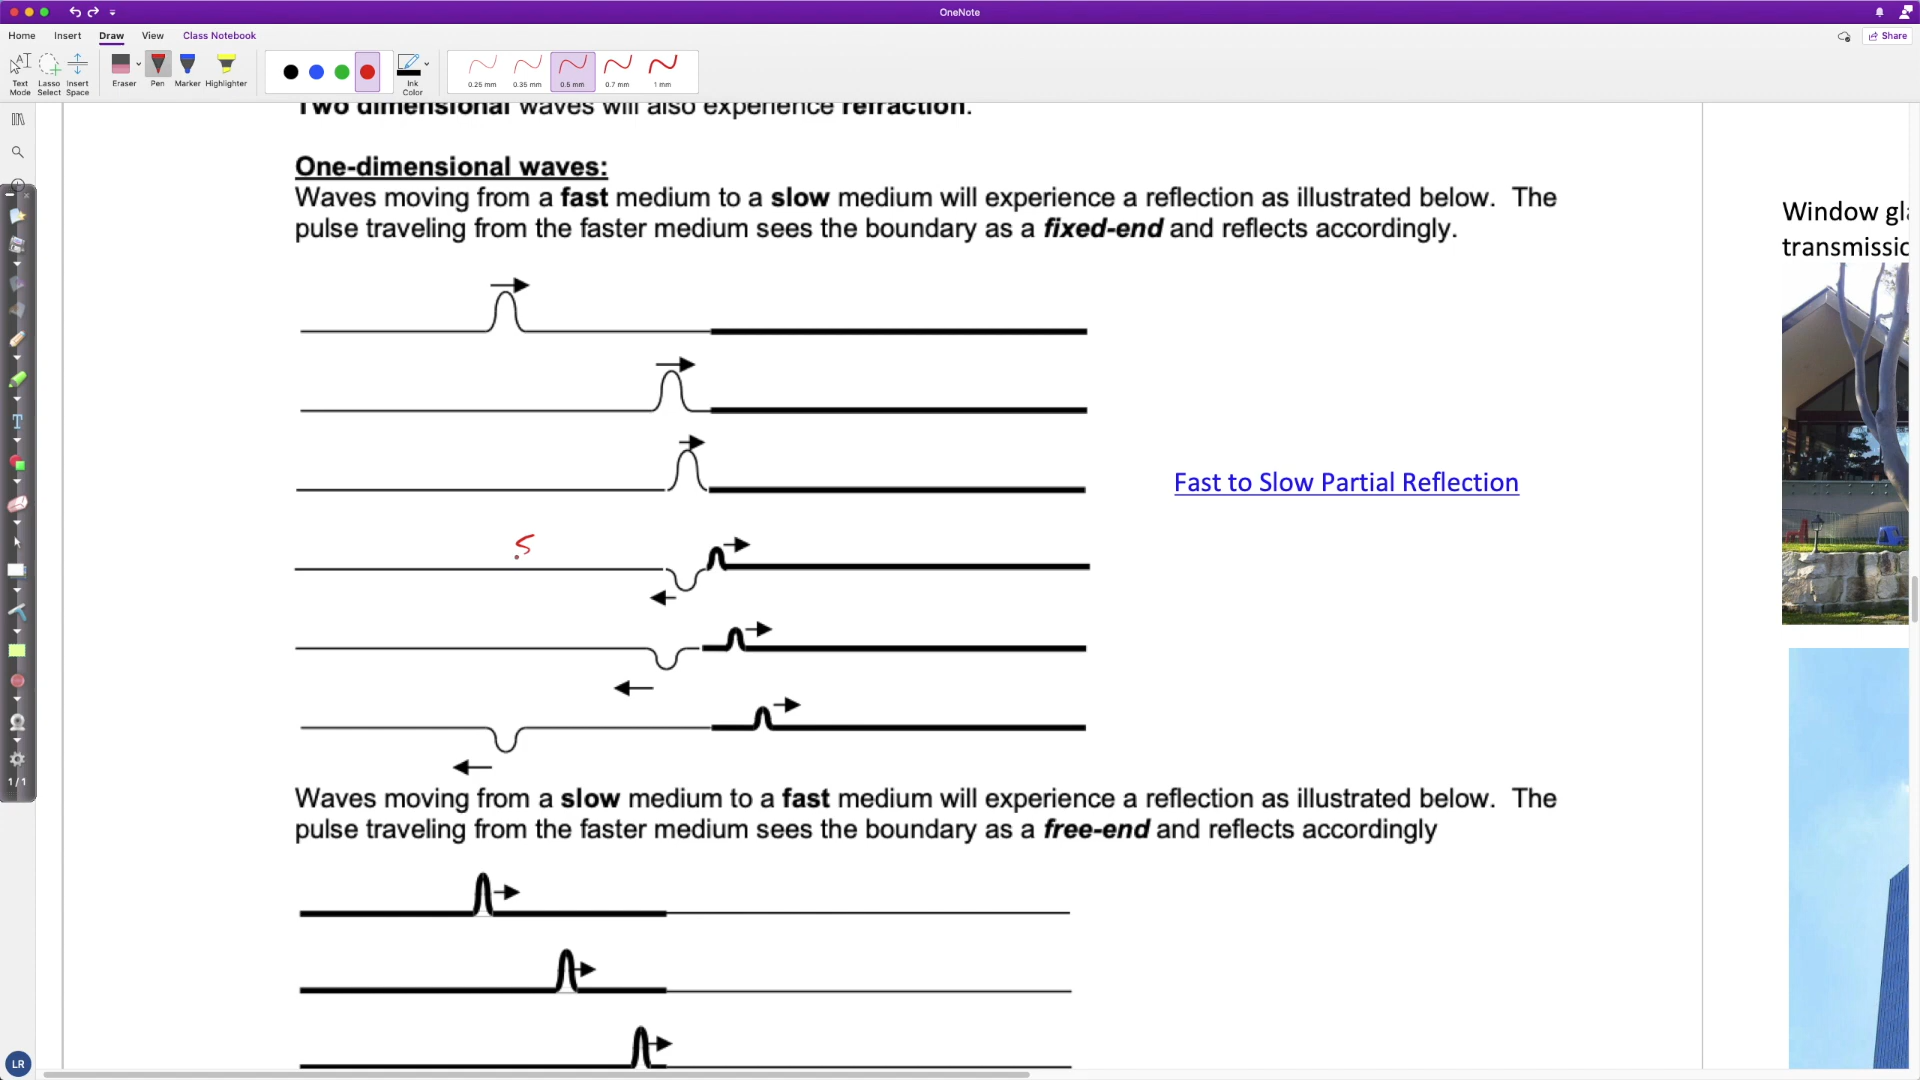 OneNote
Home Insert Draw View Class Notebook
Share
Text Mode
Lasso Select
Insert Space
Eraser
Pen
Marker
Highlighter
Ink Color
0.25 mm
0.35 mm
0.5 mm
0.7 mm
1 mm
Two dimensional waves will also experience refraction.
One-dimensional waves:
Waves moving from a fast medium to a slow medium will experience a reflection as illustrated below. The
pulse traveling from the faster medium sees the boundary as a fixed-end and reflects accordingly.
Window
Fast to Slow Partial Reflection
S
1/1
Waves moving from a slow medium to a fast medium will experience a reflection as illustrated below. The
pulse traveling from the faster medium sees the boundary as a free-end and reflects accordingly
LR